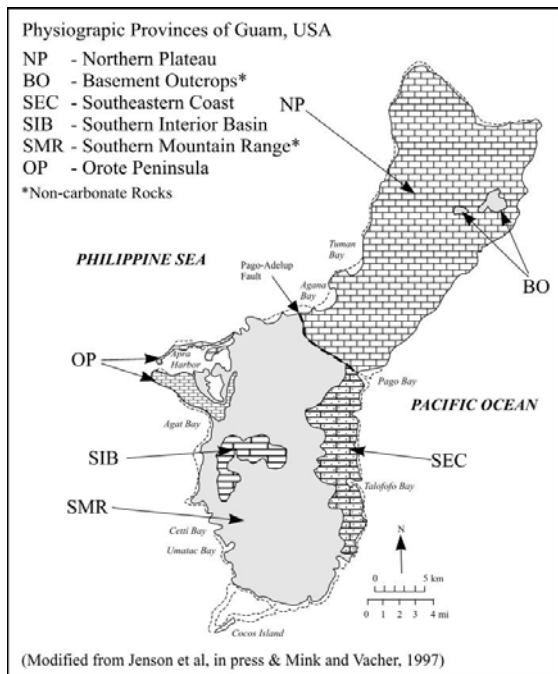 Physiograpic Provinces of Guam, USA
NP - Northern Plateau
BO - Basement Outcrops*
SEC - Southeastern Coast
SIB - Southern Interior Basin
SMR - Southern Mountain Range*
OP - Orote Peninsula
*Non-carbonate Rocks
NP
PHILIPPINE SEA
Tuman
Bay
Pago-Adelup
Fault
Agana
Bay
BO
OP
Apra
Harbor
Pago Bay
PACIFIC OCEAN
Agat Bay
SIB
SEC
Talofofo Bay
SMR
Cetti Bay
Umatac Bay
N
0 5 km
0 1 2 3 4 mi
Cocos Island
(Modified from Jenson et al, in press & Mink and Vacher, 1997)